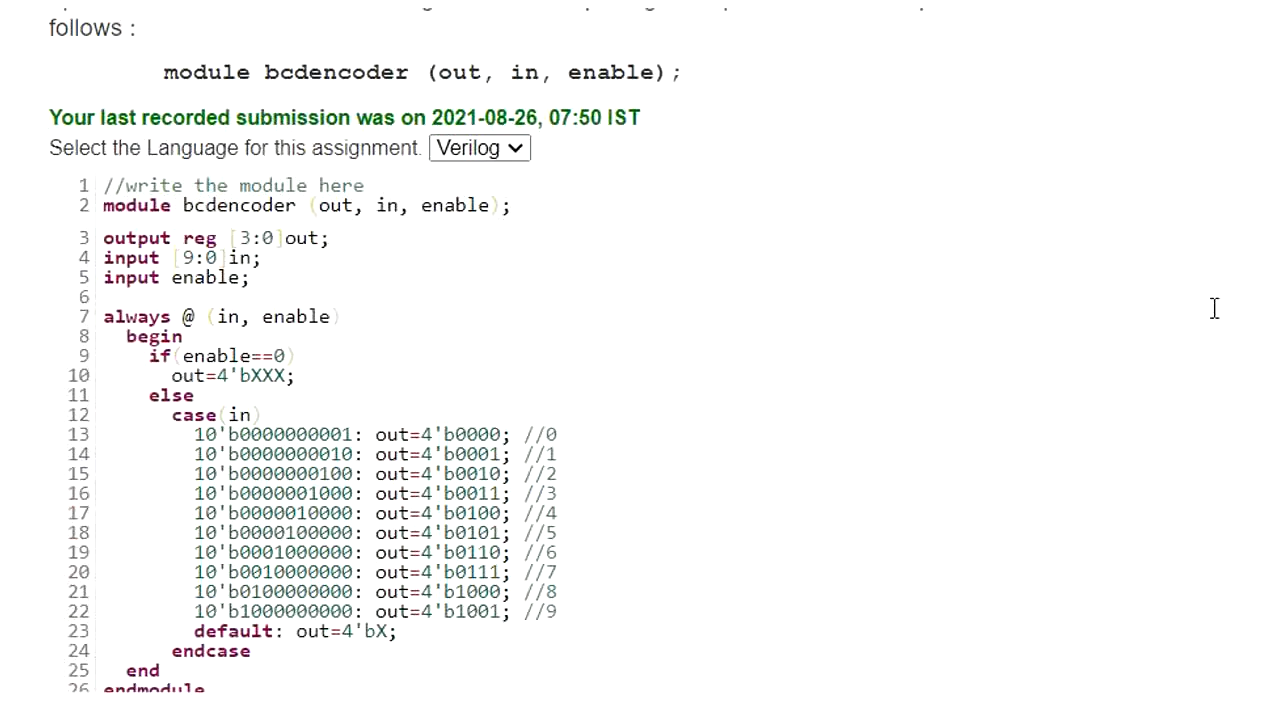 follows :
module bcdencoder (out, in, enable);
Your last recorded submission was on 2021-08-26, 07:50 IST
Select the Language for this assignment. Verilog
1 //write the module here
2 module bcdencoder (out, in, enable);
3 output reg [3:0]out;
4 input [9:0]in;
5 input enable;
6
7 always @ (in, enable)
8 begin
9 if(enable==0)
10 out=4'bXXX;
11 else
12 case(in)
13 10'b0000000001: out=4'b0000; //0
14 10'b0000000010: out=4'b0001; //1
15 10'b0000000100: out=4'b0010; //2
16 10'b0000001000: out=4'b0011; //3
17 10'b0000010000: out=4'b0100; //4
18 10'b0000100000: out=4'b0101; //5
19 10'b0001000000: out=4'b0110; //6
20 10'b0010000000: out=4'b0111; //7
21 10'b0100000000: out=4'b1000; //8
22 10'b1000000000: out=4'b1001; //9
23 default: out=4'bX;
24 endcase
25 end
26 endmodule